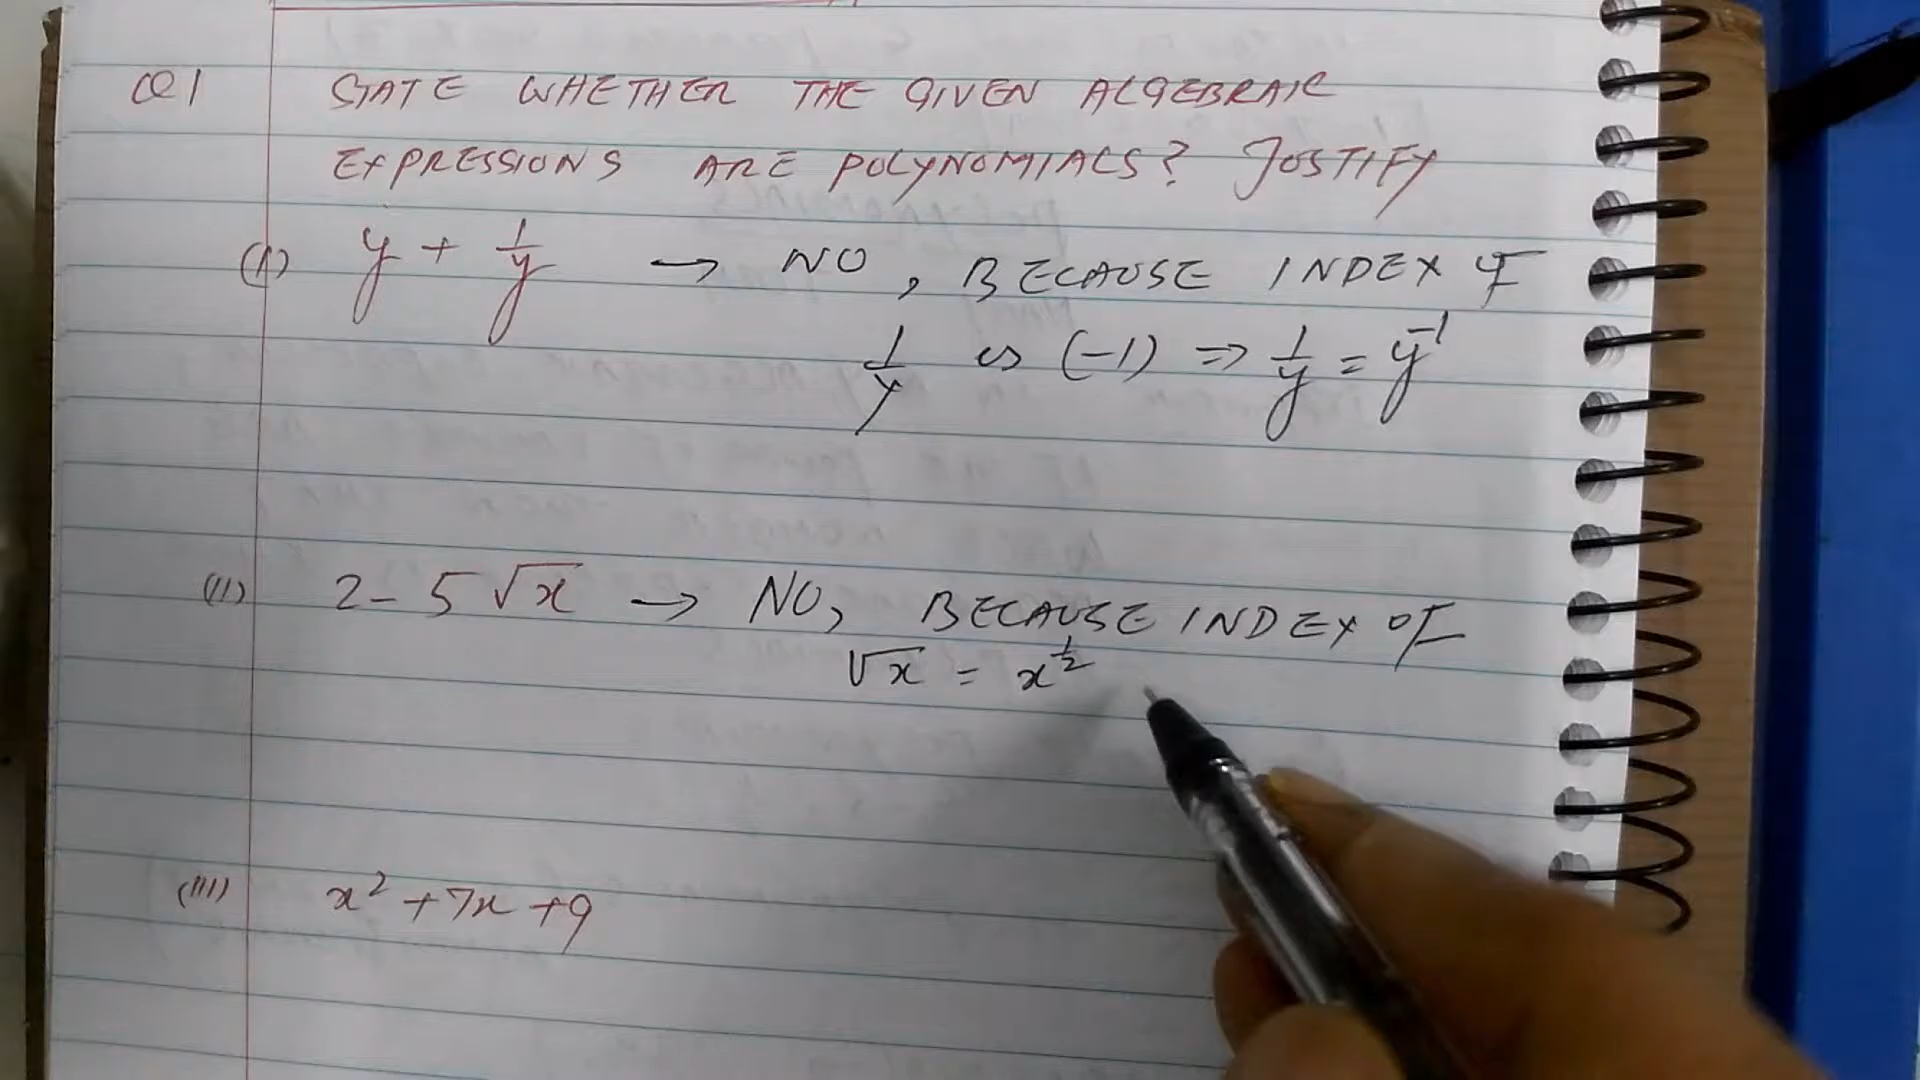 Q1 STATE WHETHER THE GIVEN ALGEBRAIC
EXPRESSIONS ARE POLYNOMIALS? JUSTIFY
(I) y + 1/y → NO, BECAUSE INDEX OF
1/y is (-1) ⇒ 1/y = y⁻¹
(II) 2 - 5√x → NO, BECAUSE INDEX OF
√x = x^½
(III) x² + 7x + 9